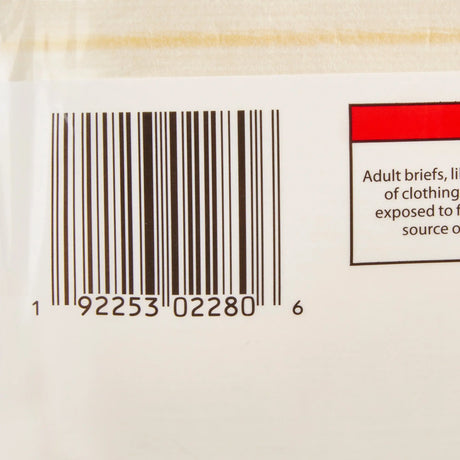 1 92253 02280 6
Adult briefs, li
of clothing
exposed to f
source o